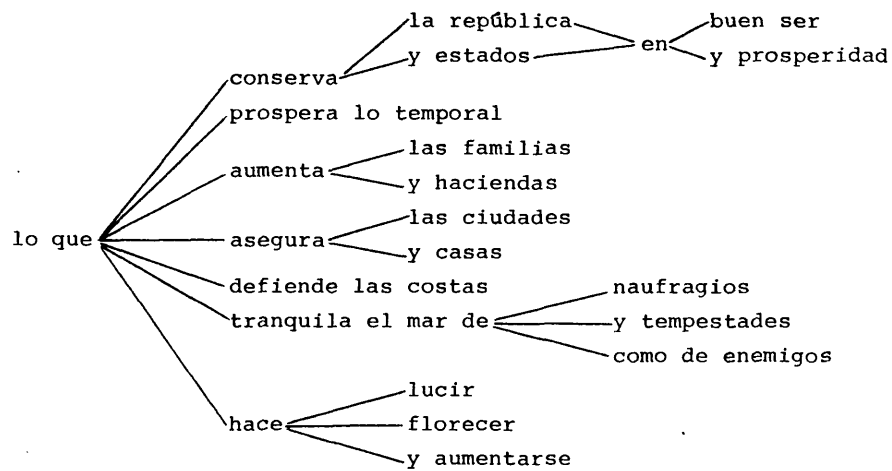 la república en buen ser
y estados y prosperidad
conserva
prospera lo temporal
las familias
aumenta
y haciendas
las ciudades
lo que asegura
y casas
defiende las costas naufragios
tranquila el mar de y tempestades
como de enemigos
lucir
hace florecer
y aumentarse